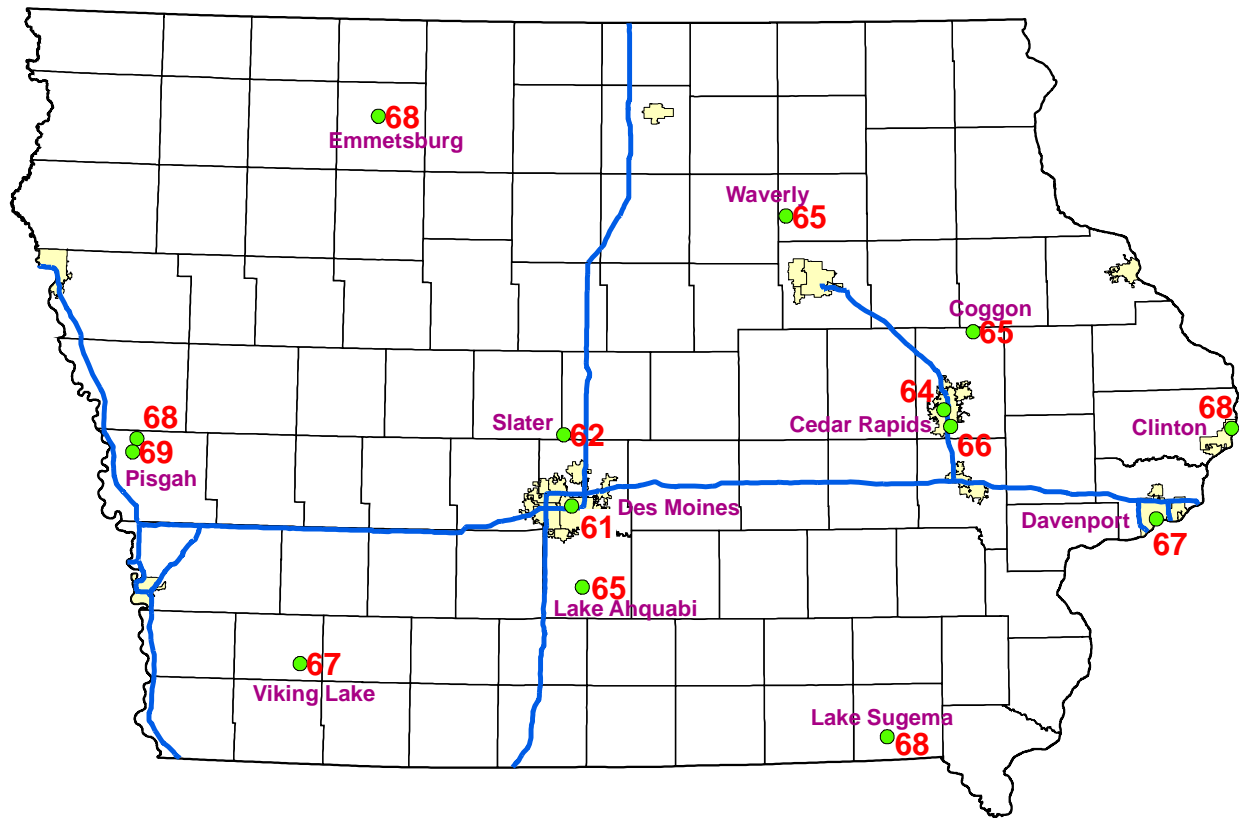 68
Emmetsburg
Waverly
65
Coggon
65
64
Cedar Rapids
66
68
Clinton
Slater
62
68
69
Pisgah
Des Moines
61
Davenport
67
65
Lake Ahquabi
67
Viking Lake
Lake Sugema
68